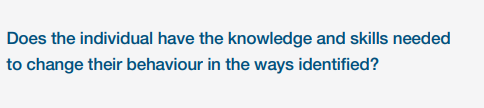 Does the individual have the knowledge and skills needed
to change their behaviour in the ways identified?